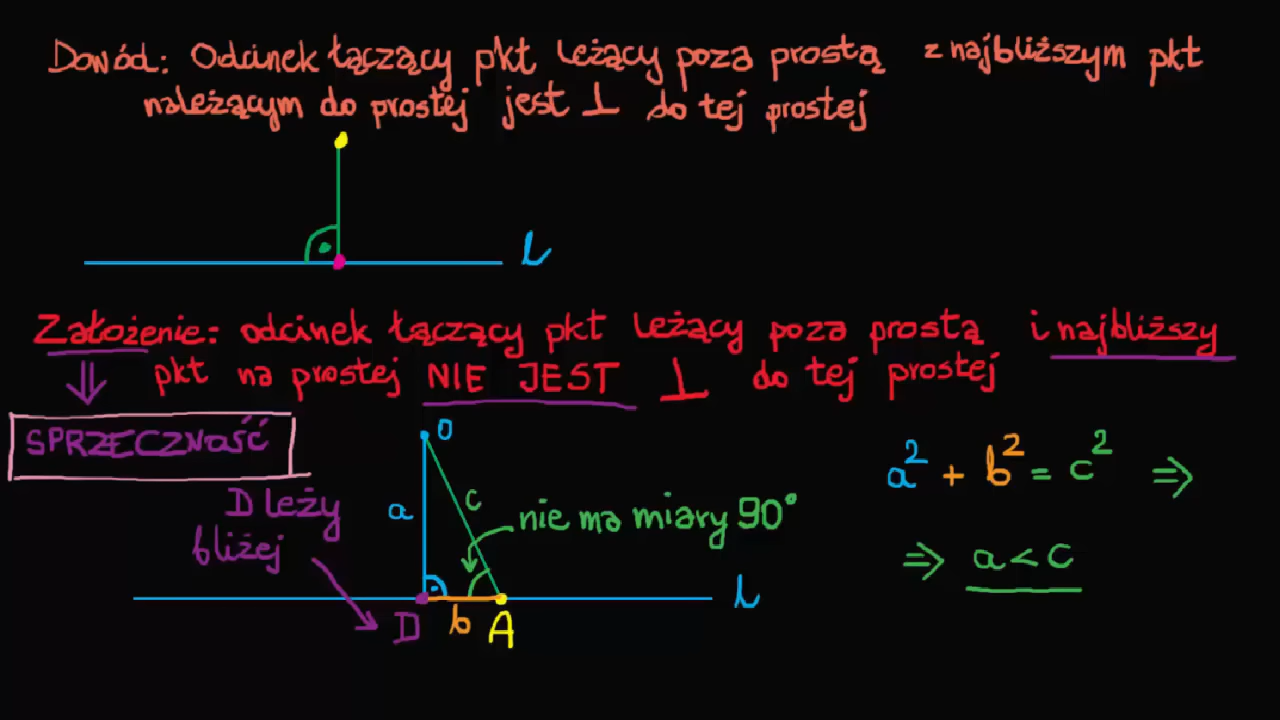 Dowód: Odcinek łączący pkt leżący poza prostą z najbliższym pkt
należącym do prostej jest ⊥ do tej prostej
L
Założenie: odcinek łączący pkt leżący poza prostą i najbliższy
pkt na prostej NIE JEST ⊥ do tej prostej
⇓
SPRZECZNOŚĆ
O
a² + b² = c² ⇒
D leży
bliżej
a
c
nie ma miary 90°
⇒ a < c
L
D
b
A